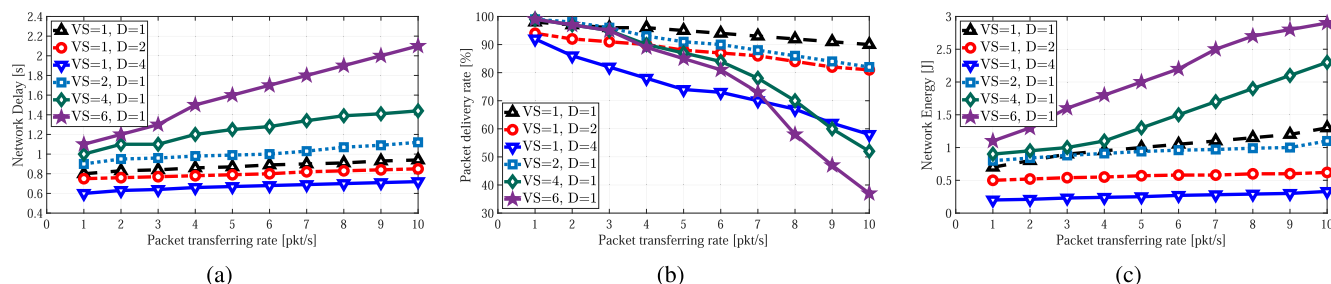 2.4
2.2
2
1.8
1.6
1.4
1.2
1
0.8
0.6
0.4
Network Delay [s]
VS=1, D=1
VS=1, D=2
VS=1, D=4
VS=2, D=1
VS=4, D=1
VS=6, D=1
0 1 2 3 4 5 6 7 8 9 10
Packet transferring rate [pkt/s]
(a)
100
90
80
70
60
50
40
30
Packet delivery rate [%]
VS=1, D=1
VS=1, D=2
VS=1, D=4
VS=2, D=1
VS=4, D=1
VS=6, D=1
0 1 2 3 4 5 6 7 8 9 10
Packet transferring rate [pkt/s]
(b)
3
2.5
2
1.5
1
0.5
0
Network Energy [J]
VS=1, D=1
VS=1, D=2
VS=1, D=4
VS=2, D=1
VS=4, D=1
VS=6, D=1
0 1 2 3 4 5 6 7 8 9 10
Packet transferring rate [pkt/s]
(c)